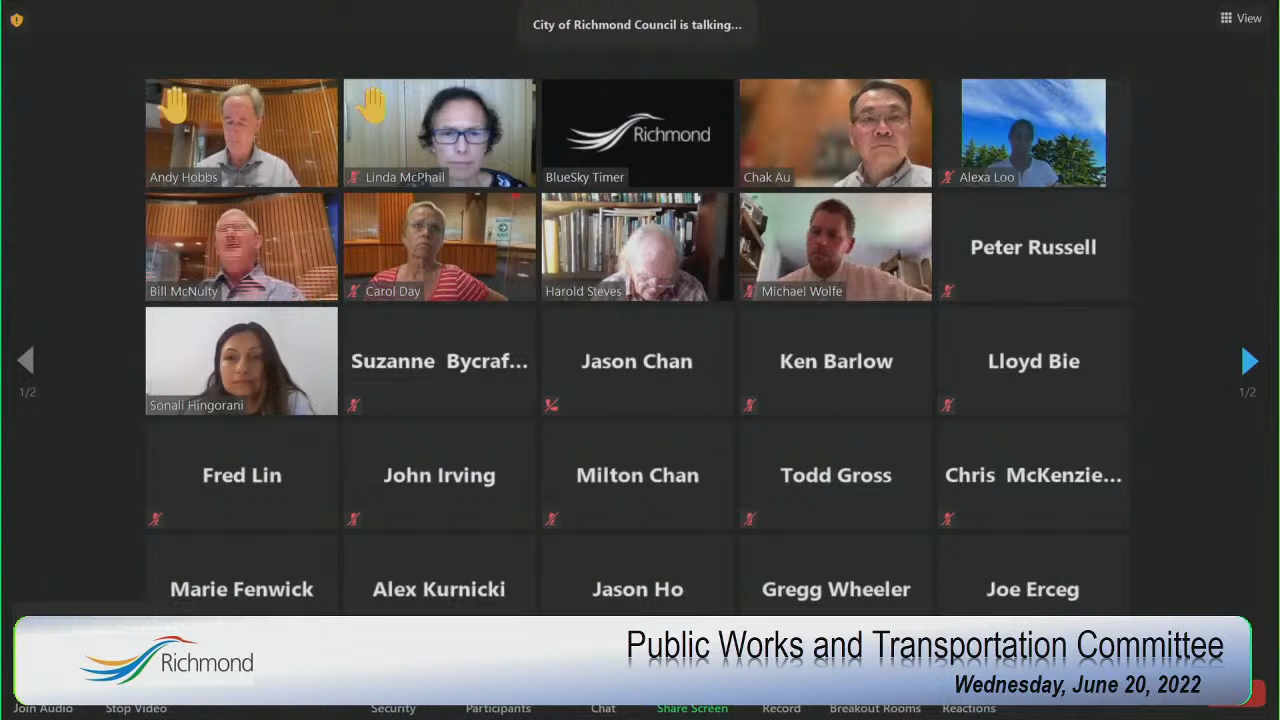 City of Richmond Council is talking...
View
Richmond
Andy Hobbs
Linda McPhail
BlueSky Timer
Chak Au
Alexa Loo
Peter Russell
Bill McNulty
Carol Day
Harold Steves
Michael Wolfe
Suzanne Bycraf...
Jason Chan
Ken Barlow
Lloyd Bie
1/2
1/2
Sonali Hingorani
Fred Lin
John Irving
Milton Chan
Todd Gross
Chris McKenzie...
Marie Fenwick
Alex Kurnicki
Jason Ho
Gregg Wheeler
Joe Erceg
Richmond
Public Works and Transportation Committee
Wednesday, June 20, 2022
Join Audio
Stop Video
Security
Participants
Chat
Share Screen
Record
Breakout Rooms
Reactions